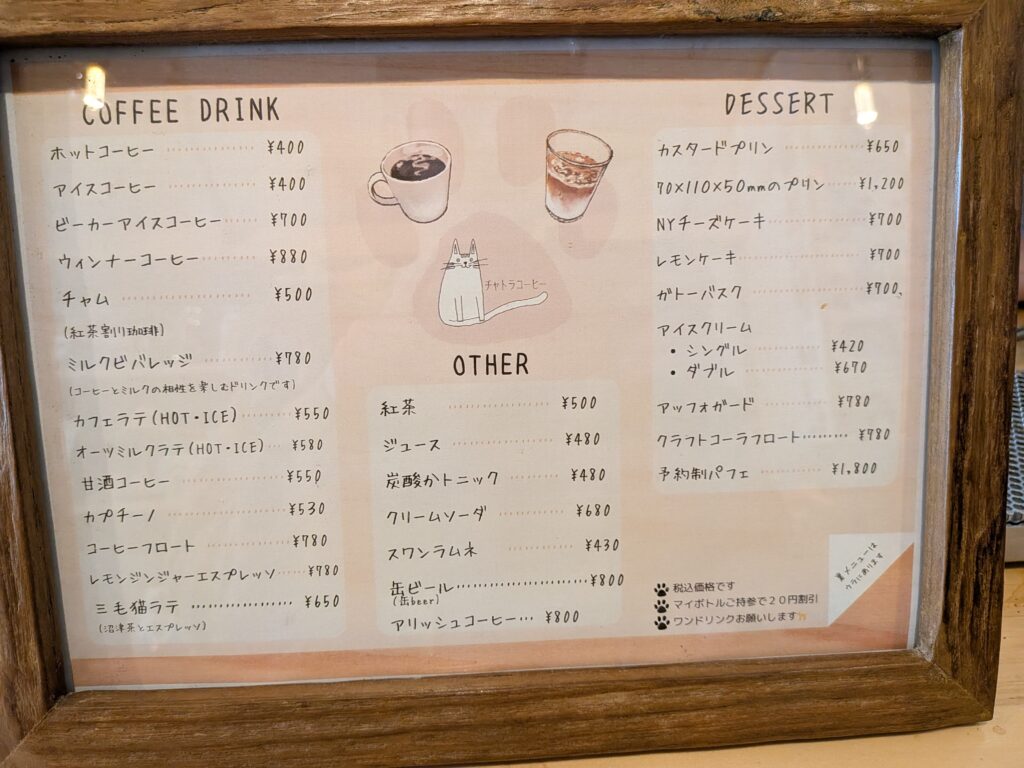 COFFEE DRINK
ホットコーヒー ¥400
アイスコーヒー ¥400
ビーカーアイスコーヒー ¥700
ウィンナーコーヒー ¥880
チャム ¥500
(紅茶割り珈琲)
ミルクビバレッジ ¥780
(コーヒーとミルクの相性を楽しむドリンクです)
カフェラテ(HOT・ICE) ¥550
オーツミルクラテ(HOT・ICE) ¥580
甘酒コーヒー ¥550
カプチーノ ¥530
コーヒーフロート ¥780
レモンジンジャーエスプレッソ ¥780
三毛猫ラテ ¥650
(沼津茶とエスプレッソ)
チャトラコーヒー
OTHER
紅茶 ¥500
ジュース ¥480
炭酸かトニック ¥480
クリームソーダ ¥680
スワンラムネ ¥430
缶ビール ¥800
(缶beer)
アリッシュコーヒー ¥800
DESSERT
カスタードプリン ¥650
70×110×50mmのプリン ¥1,200
NYチーズケーキ ¥700
レモンケーキ ¥700
ガトーバスク ¥700
アイスクリーム
・シングル ¥420
・ダブル ¥670
アッフォガード ¥780
クラフトコーラフロート ¥780
予約制パフェ ¥1,800
税込価格です
マイボトルご持参で20円割引
ワンドリンクお願いします
裏メニューは
ウラにあります